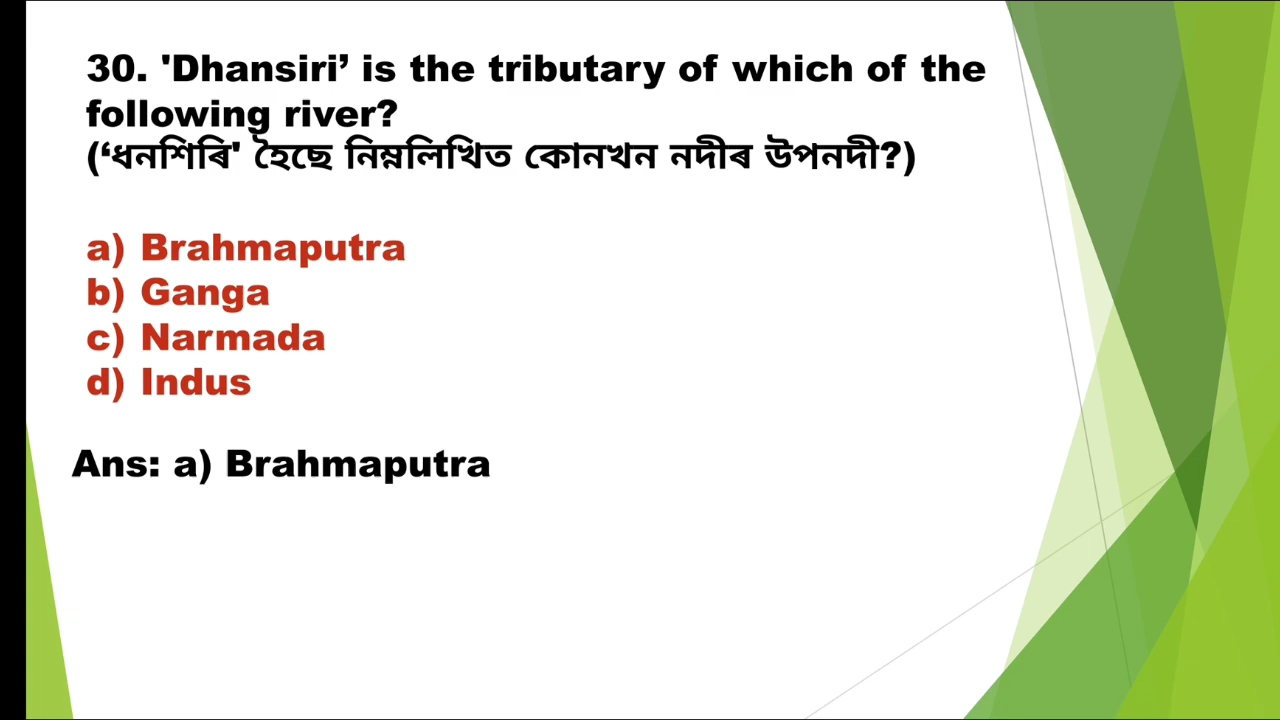 30. 'Dhansiri’ is the tributary of which of the
following river?
(‘ধনশিৰি' হৈছে নিম্নলিখিত কোনখন নদীৰ উপনদী?)
a) Brahmaputra
b) Ganga
c) Narmada
d) Indus
Ans: a) Brahmaputra